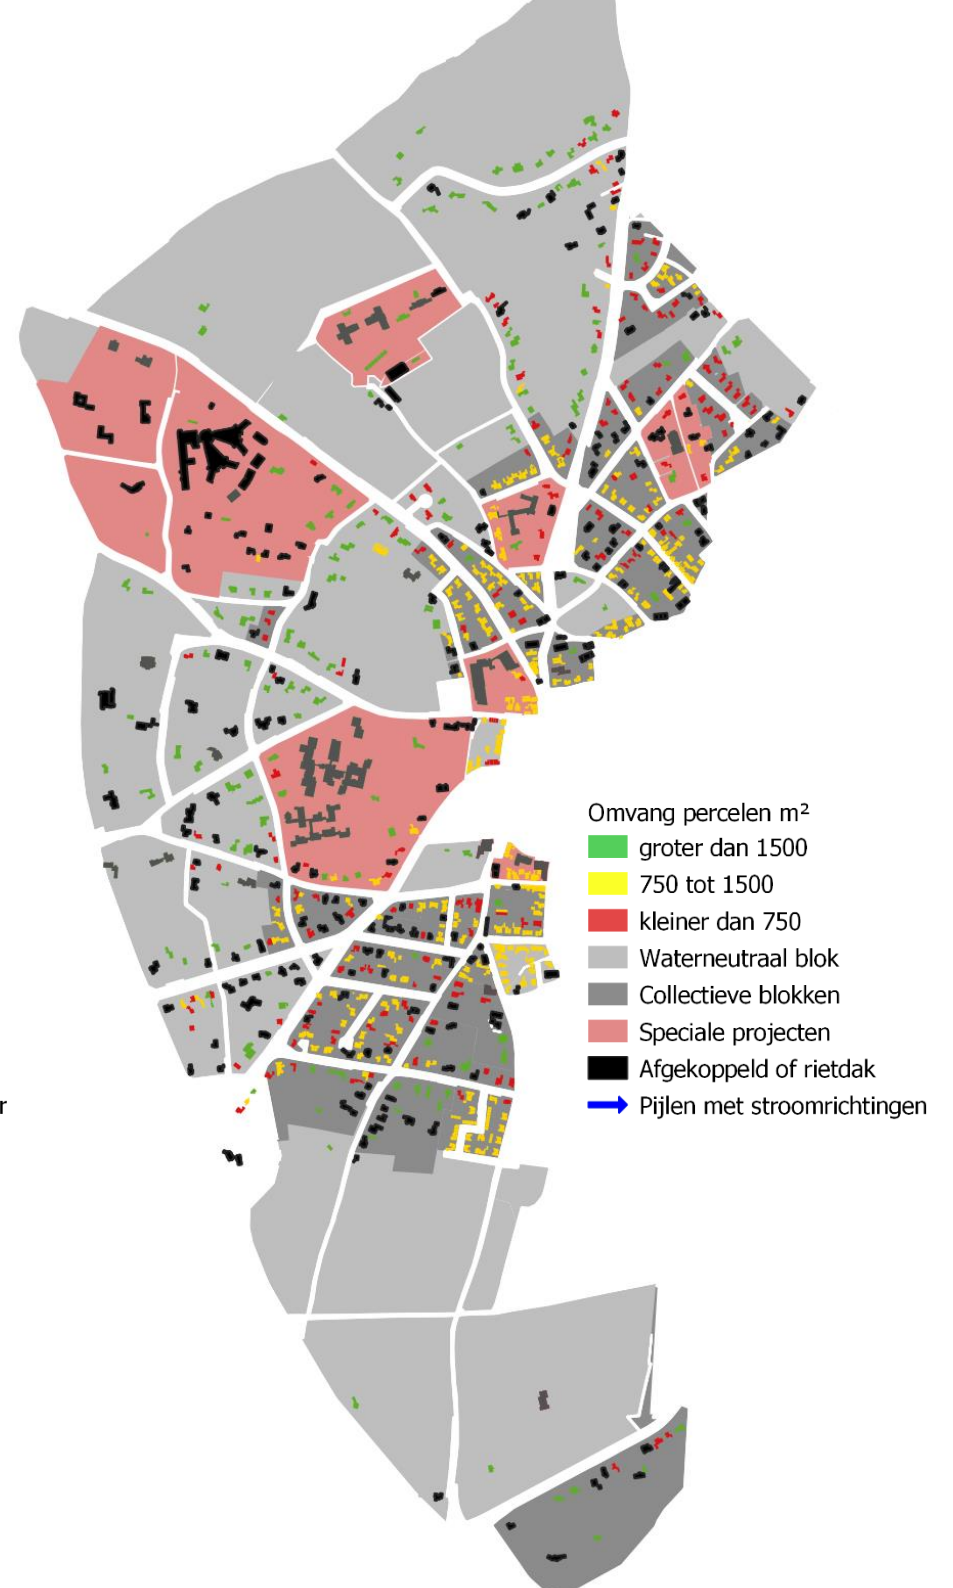 Omvang percelen m²
groter dan 1500
750 tot 1500
kleiner dan 750
Waterneutraal blok
Collectieve blokken
Speciale projecten
Afgekoppeld of rietdak
r
Pijlen met stroomrichtingen